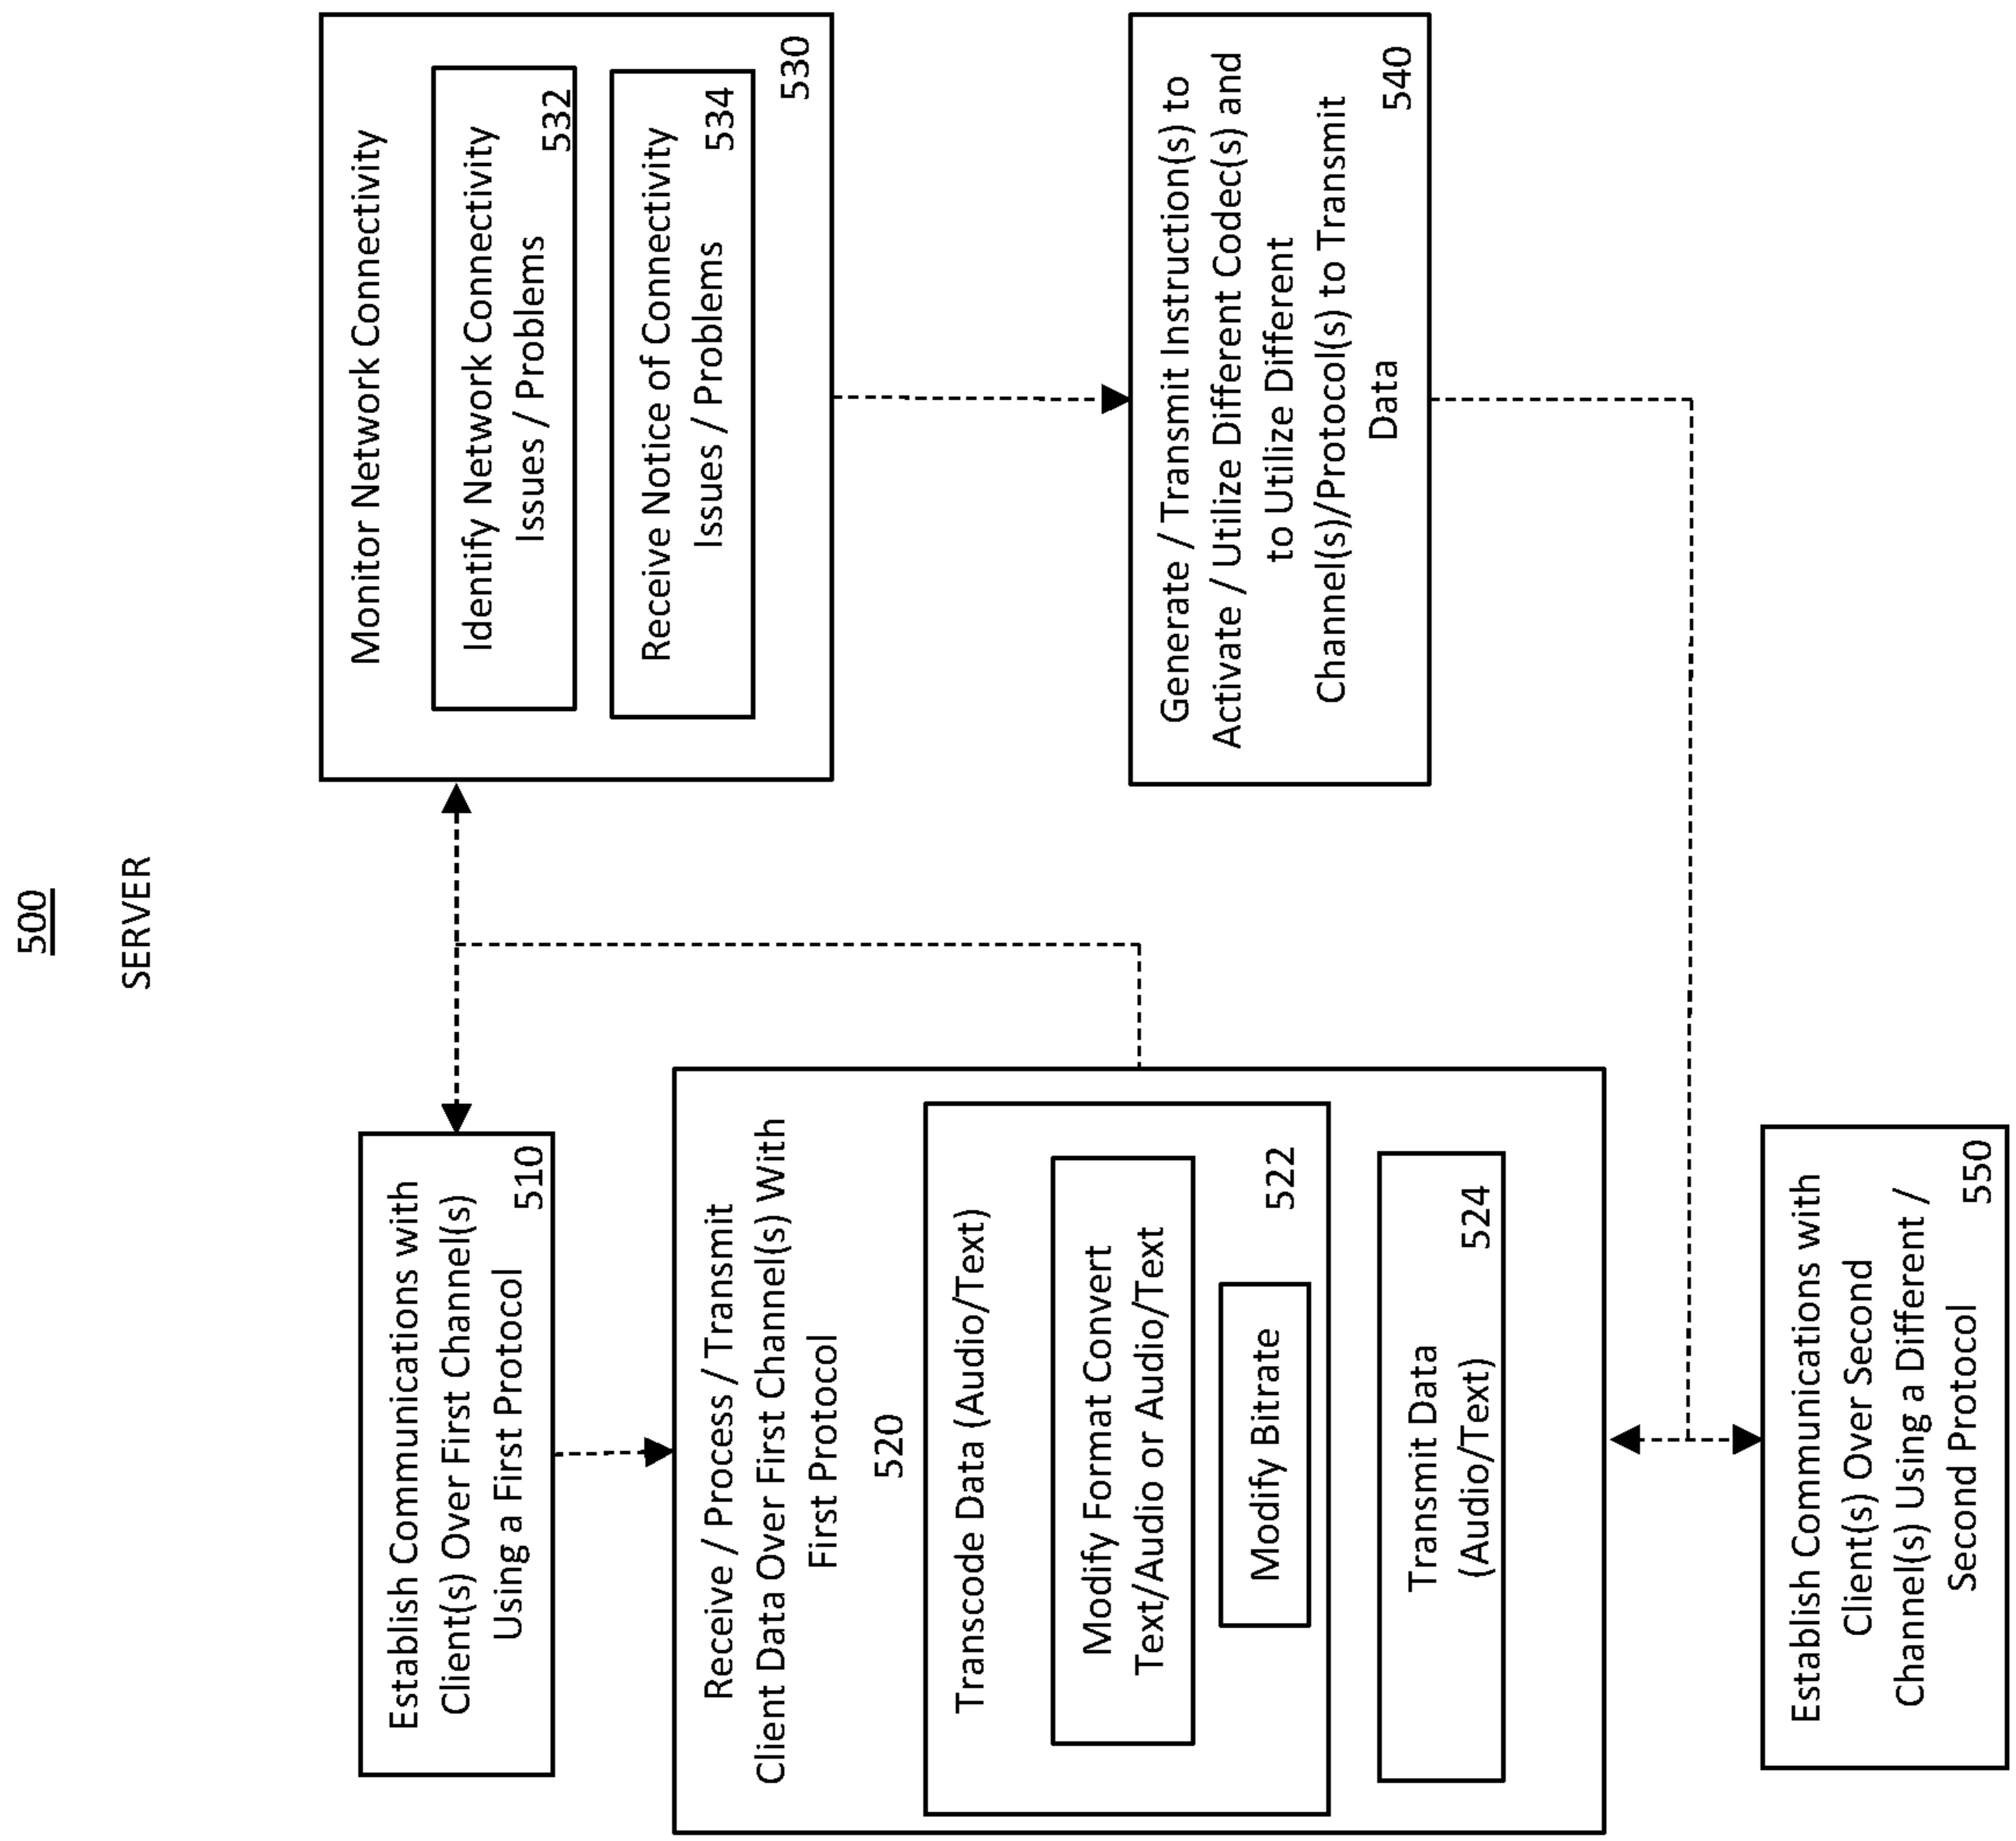 500
SERVER
Establish Communications with
Client(s) Over First Channel(s)
Using a First Protocol
510
Receive / Process / Transmit
Client Data Over First Channel(s) With
First Protocol
520
Transcode Data (Audio/Text)
Modify Format Convert
Text/Audio or Audio/Text
522
Modify Bitrate
Transmit Data
(Audio/Text)
524
Establish Communications with
Client(s) Over Second
Channel(s) Using a Different /
Second Protocol
550
Monitor Network Connectivity
Identify Network Connectivity
Issues / Problems
532
Receive Notice of Connectivity
Issues / Problems
534
530
Generate / Transmit Instruction(s) to
Activate / Utilize Different Codec(s) and
to Utilize Different
Channel(s)/Protocol(s) to Transmit
Data
540